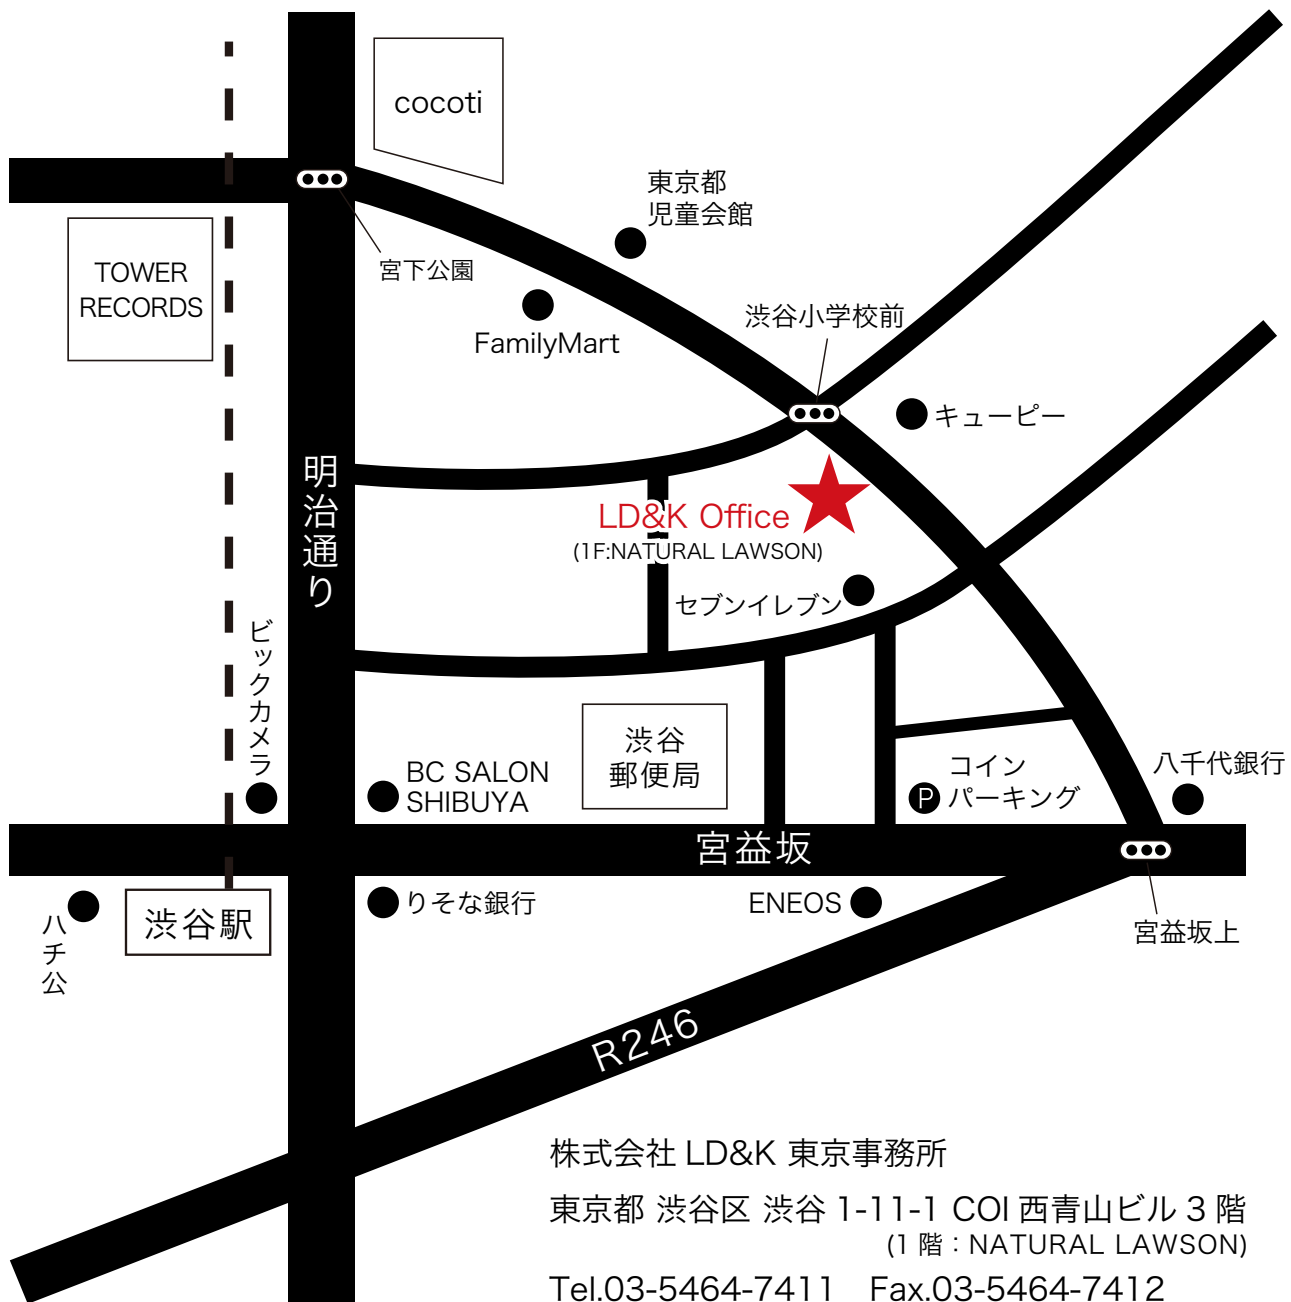 cocoti
東京都
児童会館
TOWER
RECORDS
宮下公園
渋谷小学校前
FamilyMart
キューピー
明治通り
LD&K Office
(1F:NATURAL LAWSON)
セブンイレブン
ビックカメラ
渋谷
郵便局
BC SALON
SHIBUYA
コイン
P パーキング
八千代銀行
宮益坂
ハチ公
渋谷駅
りそな銀行
ENEOS
宮益坂上
R246
株式会社 LD&K 東京事務所
東京都 渋谷区 渋谷 1-11-1 COI 西青山ビル 3 階
(1 階：NATURAL LAWSON)
Tel.03-5464-7411　Fax.03-5464-7412